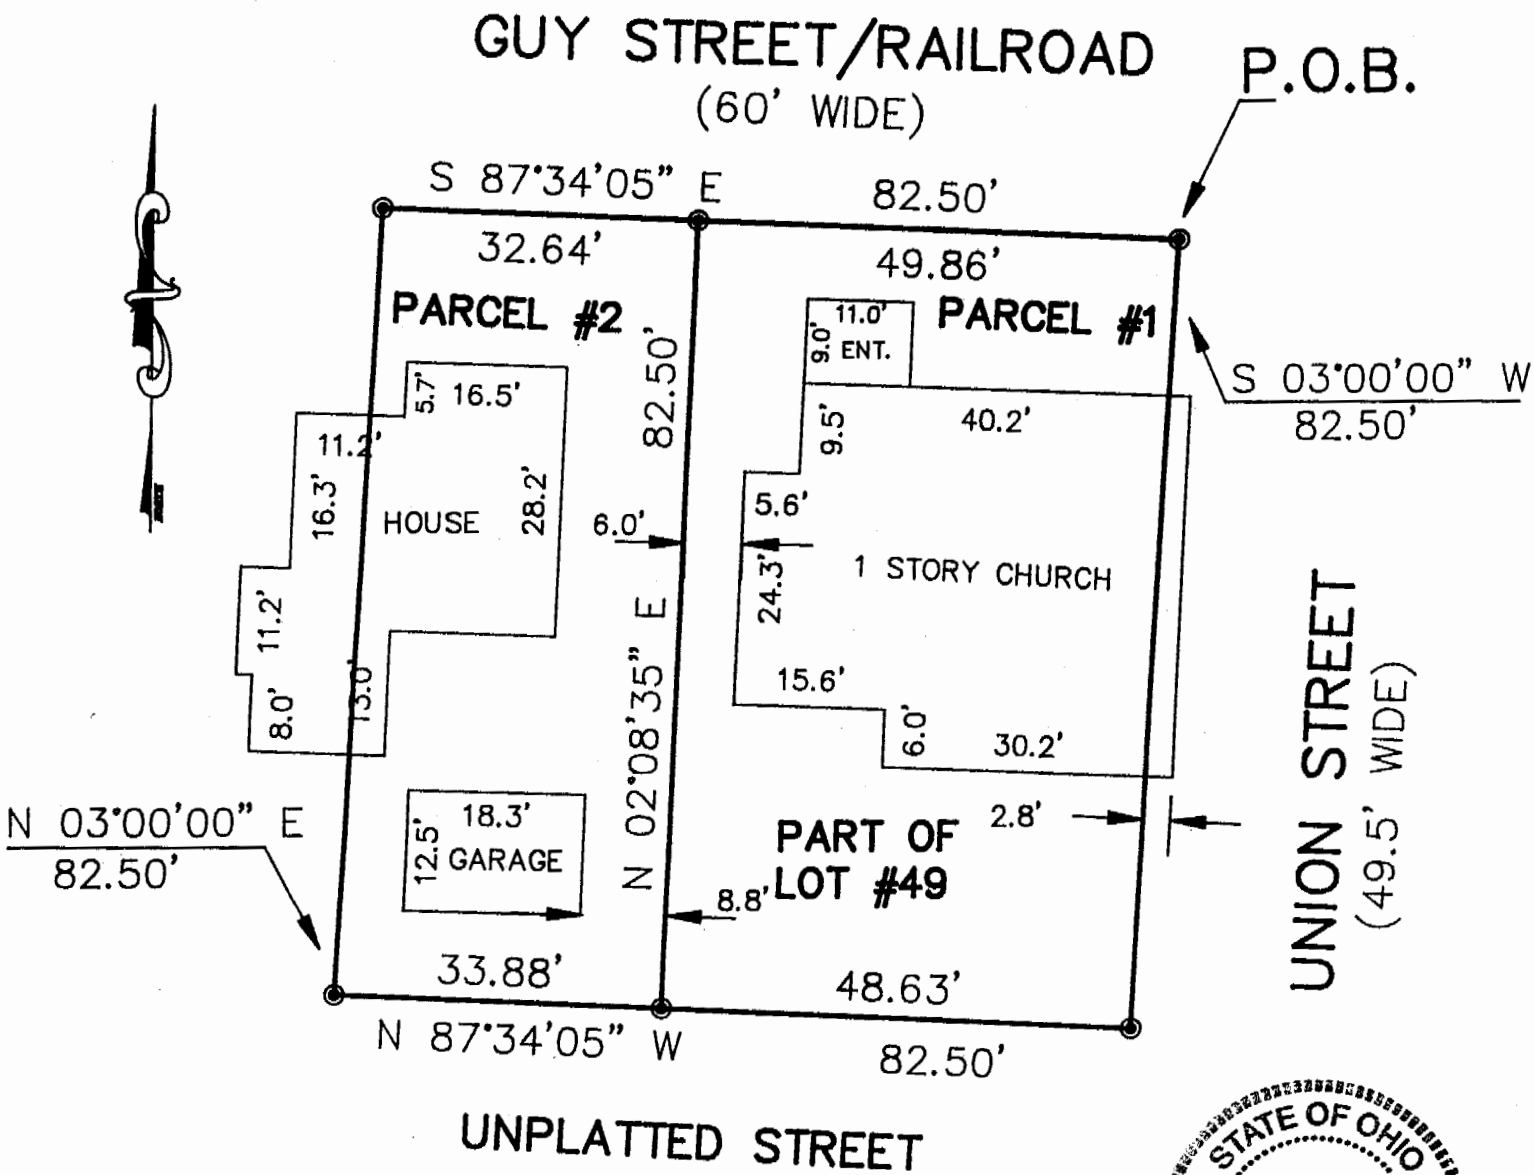 GUY STREET/RAILROAD
(60' WIDE)
P.O.B.
S 87°34'05" E
82.50'
32.64'
49.86'
PARCEL #2
PARCEL #1
11.0'
9.0'
ENT.
S 03°00'00" W
82.50'
82.50'
5.7'
16.5'
11.2'
9.5'
40.2'
16.3'
HOUSE
28.2'
6.0'
5.6'
24.3'
1 STORY CHURCH
11.2'
N 02°08'35" E
15.6'
8.0'
13.0'
6.0'
30.2'
UNION STREET
(49.5' WIDE)
N 03°00'00" E
82.50'
18.3'
12.5'
GARAGE
2.8'
PART OF
LOT #49
8.8'
33.88'
48.63'
N 87°34'05" W
82.50'
UNPLATTED STREET
STATE OF OHIO